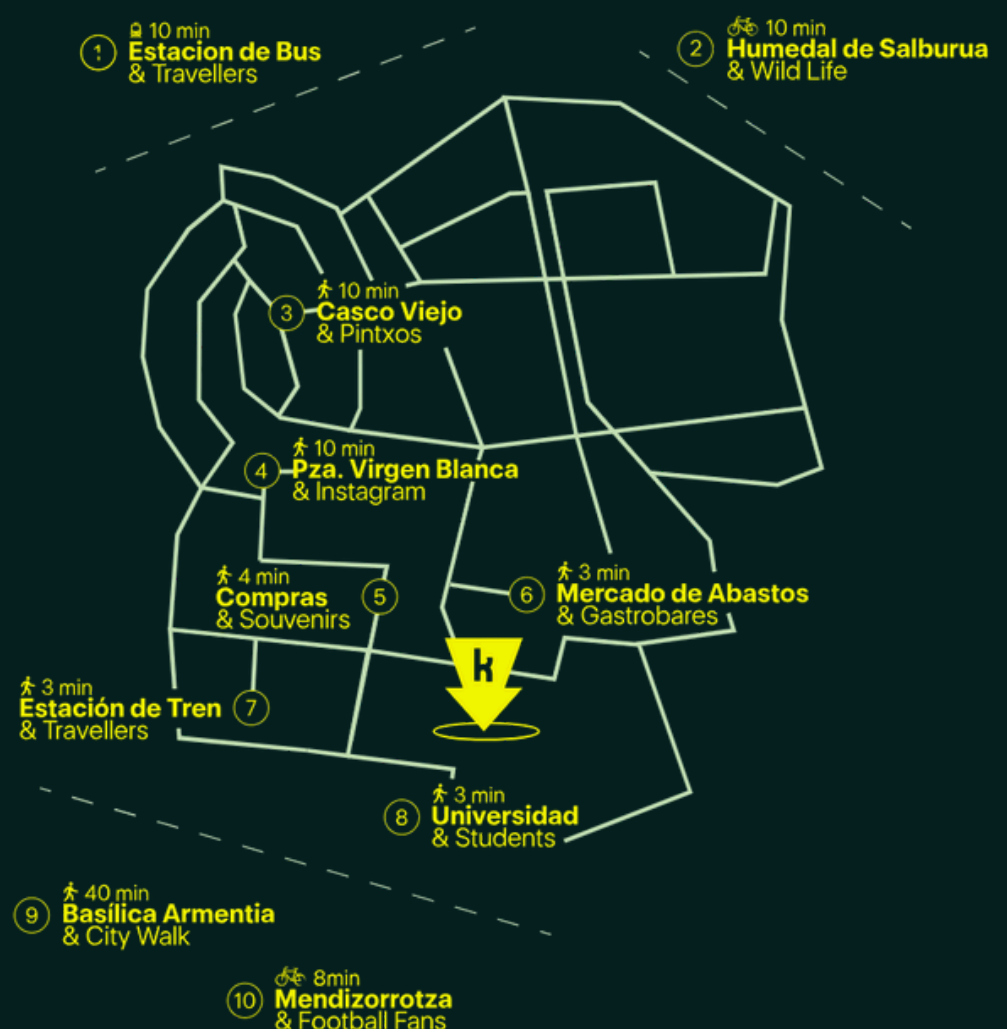 1
10 min
Estacion de Bus
& Travellers
2
10 min
Humedal de Salburua
& Wild Life
3
10 min
Casco Viejo
& Pintxos
4
10 min
Pza. Virgen Blanca
& Instagram
4 min
Compras
& Souvenirs
5
6
3 min
Mercado de Abastos
& Gastrobares
k
3 min
Estación de Tren
& Travellers
7
8
3 min
Universidad
& Students
9
40 min
Basílica Armentia
& City Walk
10
8min
Mendizorrotza
& Football Fans